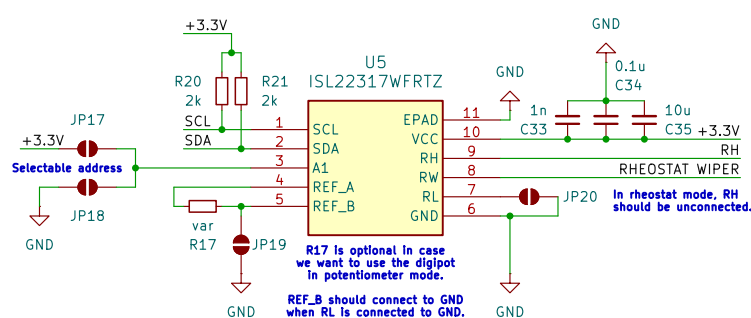 +3.3V
GND
U5
ISL22317WFRTZ
0.1u
C34
GND
R20
2k
R21
2k
JP17
SCL
SDA
1
2
3
4
5
SCL
SDA
A1
REF_A
REF_B
EPAD
VCC
RH
RW
RL
GND
11
10
9
8
7
6
1n
C33
10u
C35
+3.3V
RH
RHEOSTAT WIPER
+3.3V
Selectable address
JP18
GND
var
R17
JP19
GND
JP20
In rheostat mode, RH
should be unconnected.
R17 is optional in case
we want to use the digipot
in potentiometer mode.
REF_B should connect to GND
when RL is connected to GND.
GND